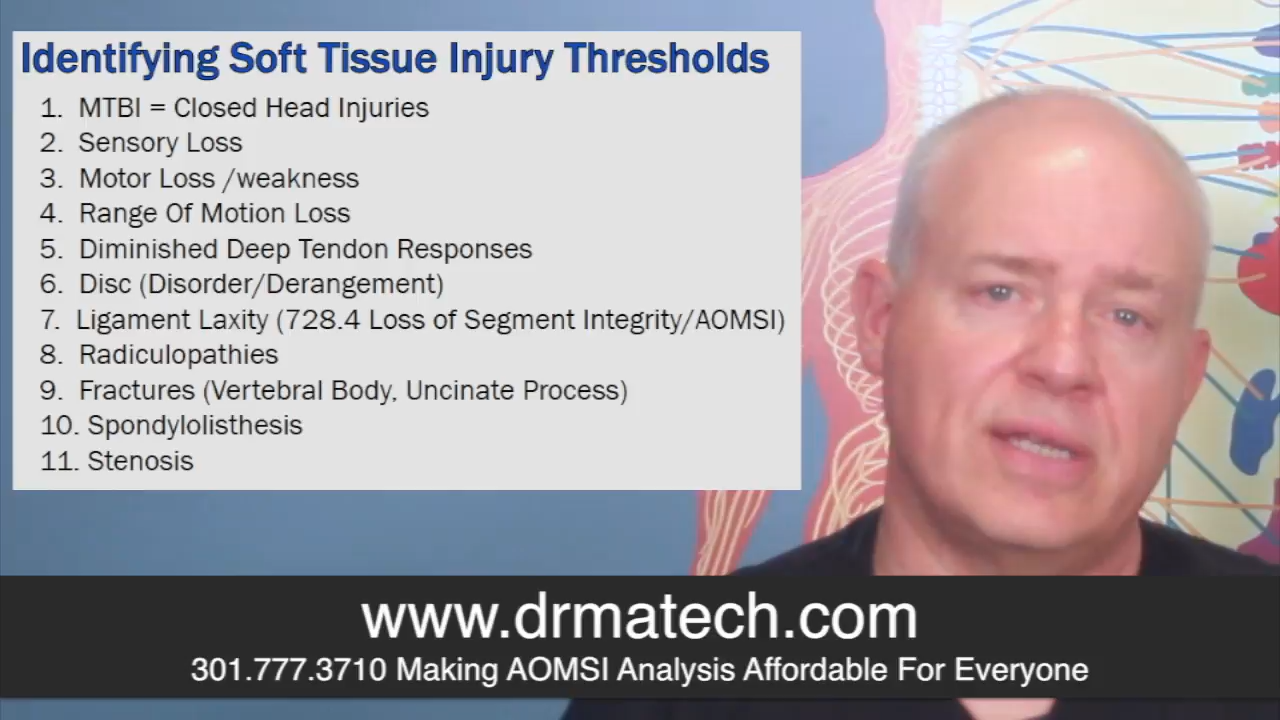 Identifying Soft Tissue Injury Thresholds
1. MTBI = Closed Head Injuries
2. Sensory Loss
3. Motor Loss /weakness
4. Range Of Motion Loss
5. Diminished Deep Tendon Responses
6. Disc (Disorder/Derangement)
7. Ligament Laxity (728.4 Loss of Segment Integrity/AOMSI)
8. Radiculopathies
9. Fractures (Vertebral Body, Uncinate Process)
10. Spondylolisthesis
11. Stenosis
www.drmatech.com
301.777.3710 Making AOMSI Analysis Affordable For Everyone